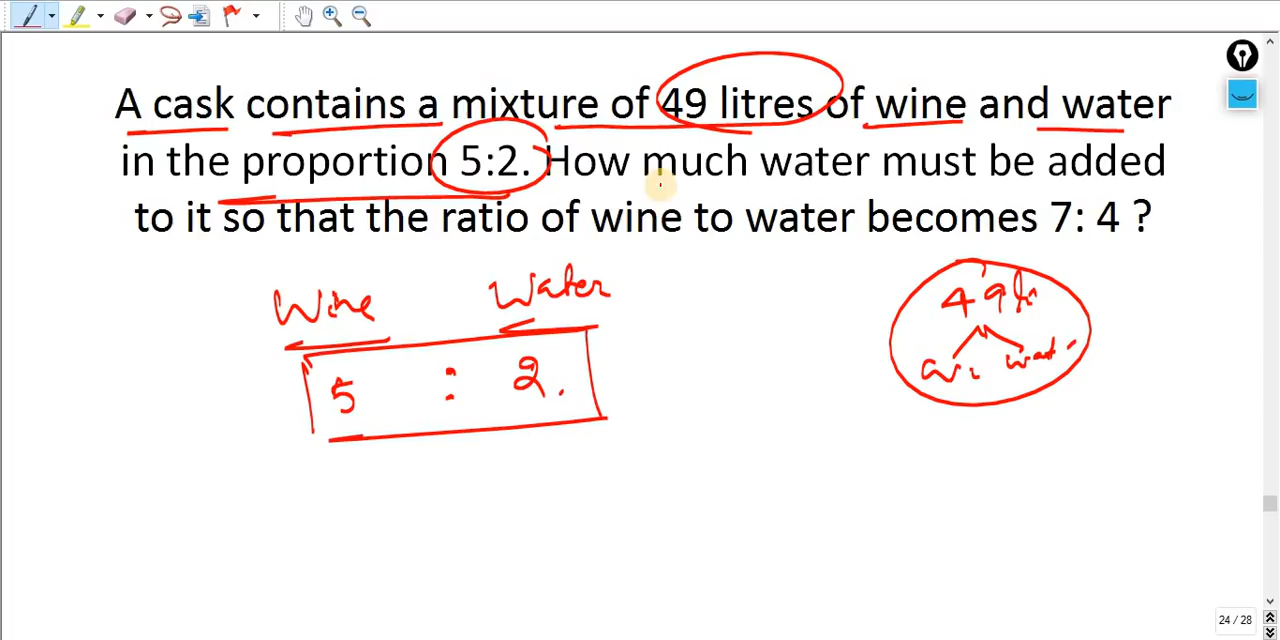 A cask contains a mixture of 49 litres of wine and water
in the proportion 5:2. How much water must be added
to it so that the ratio of wine to water becomes 7: 4 ?
Wine Water
5 : 2.
49
24 / 28